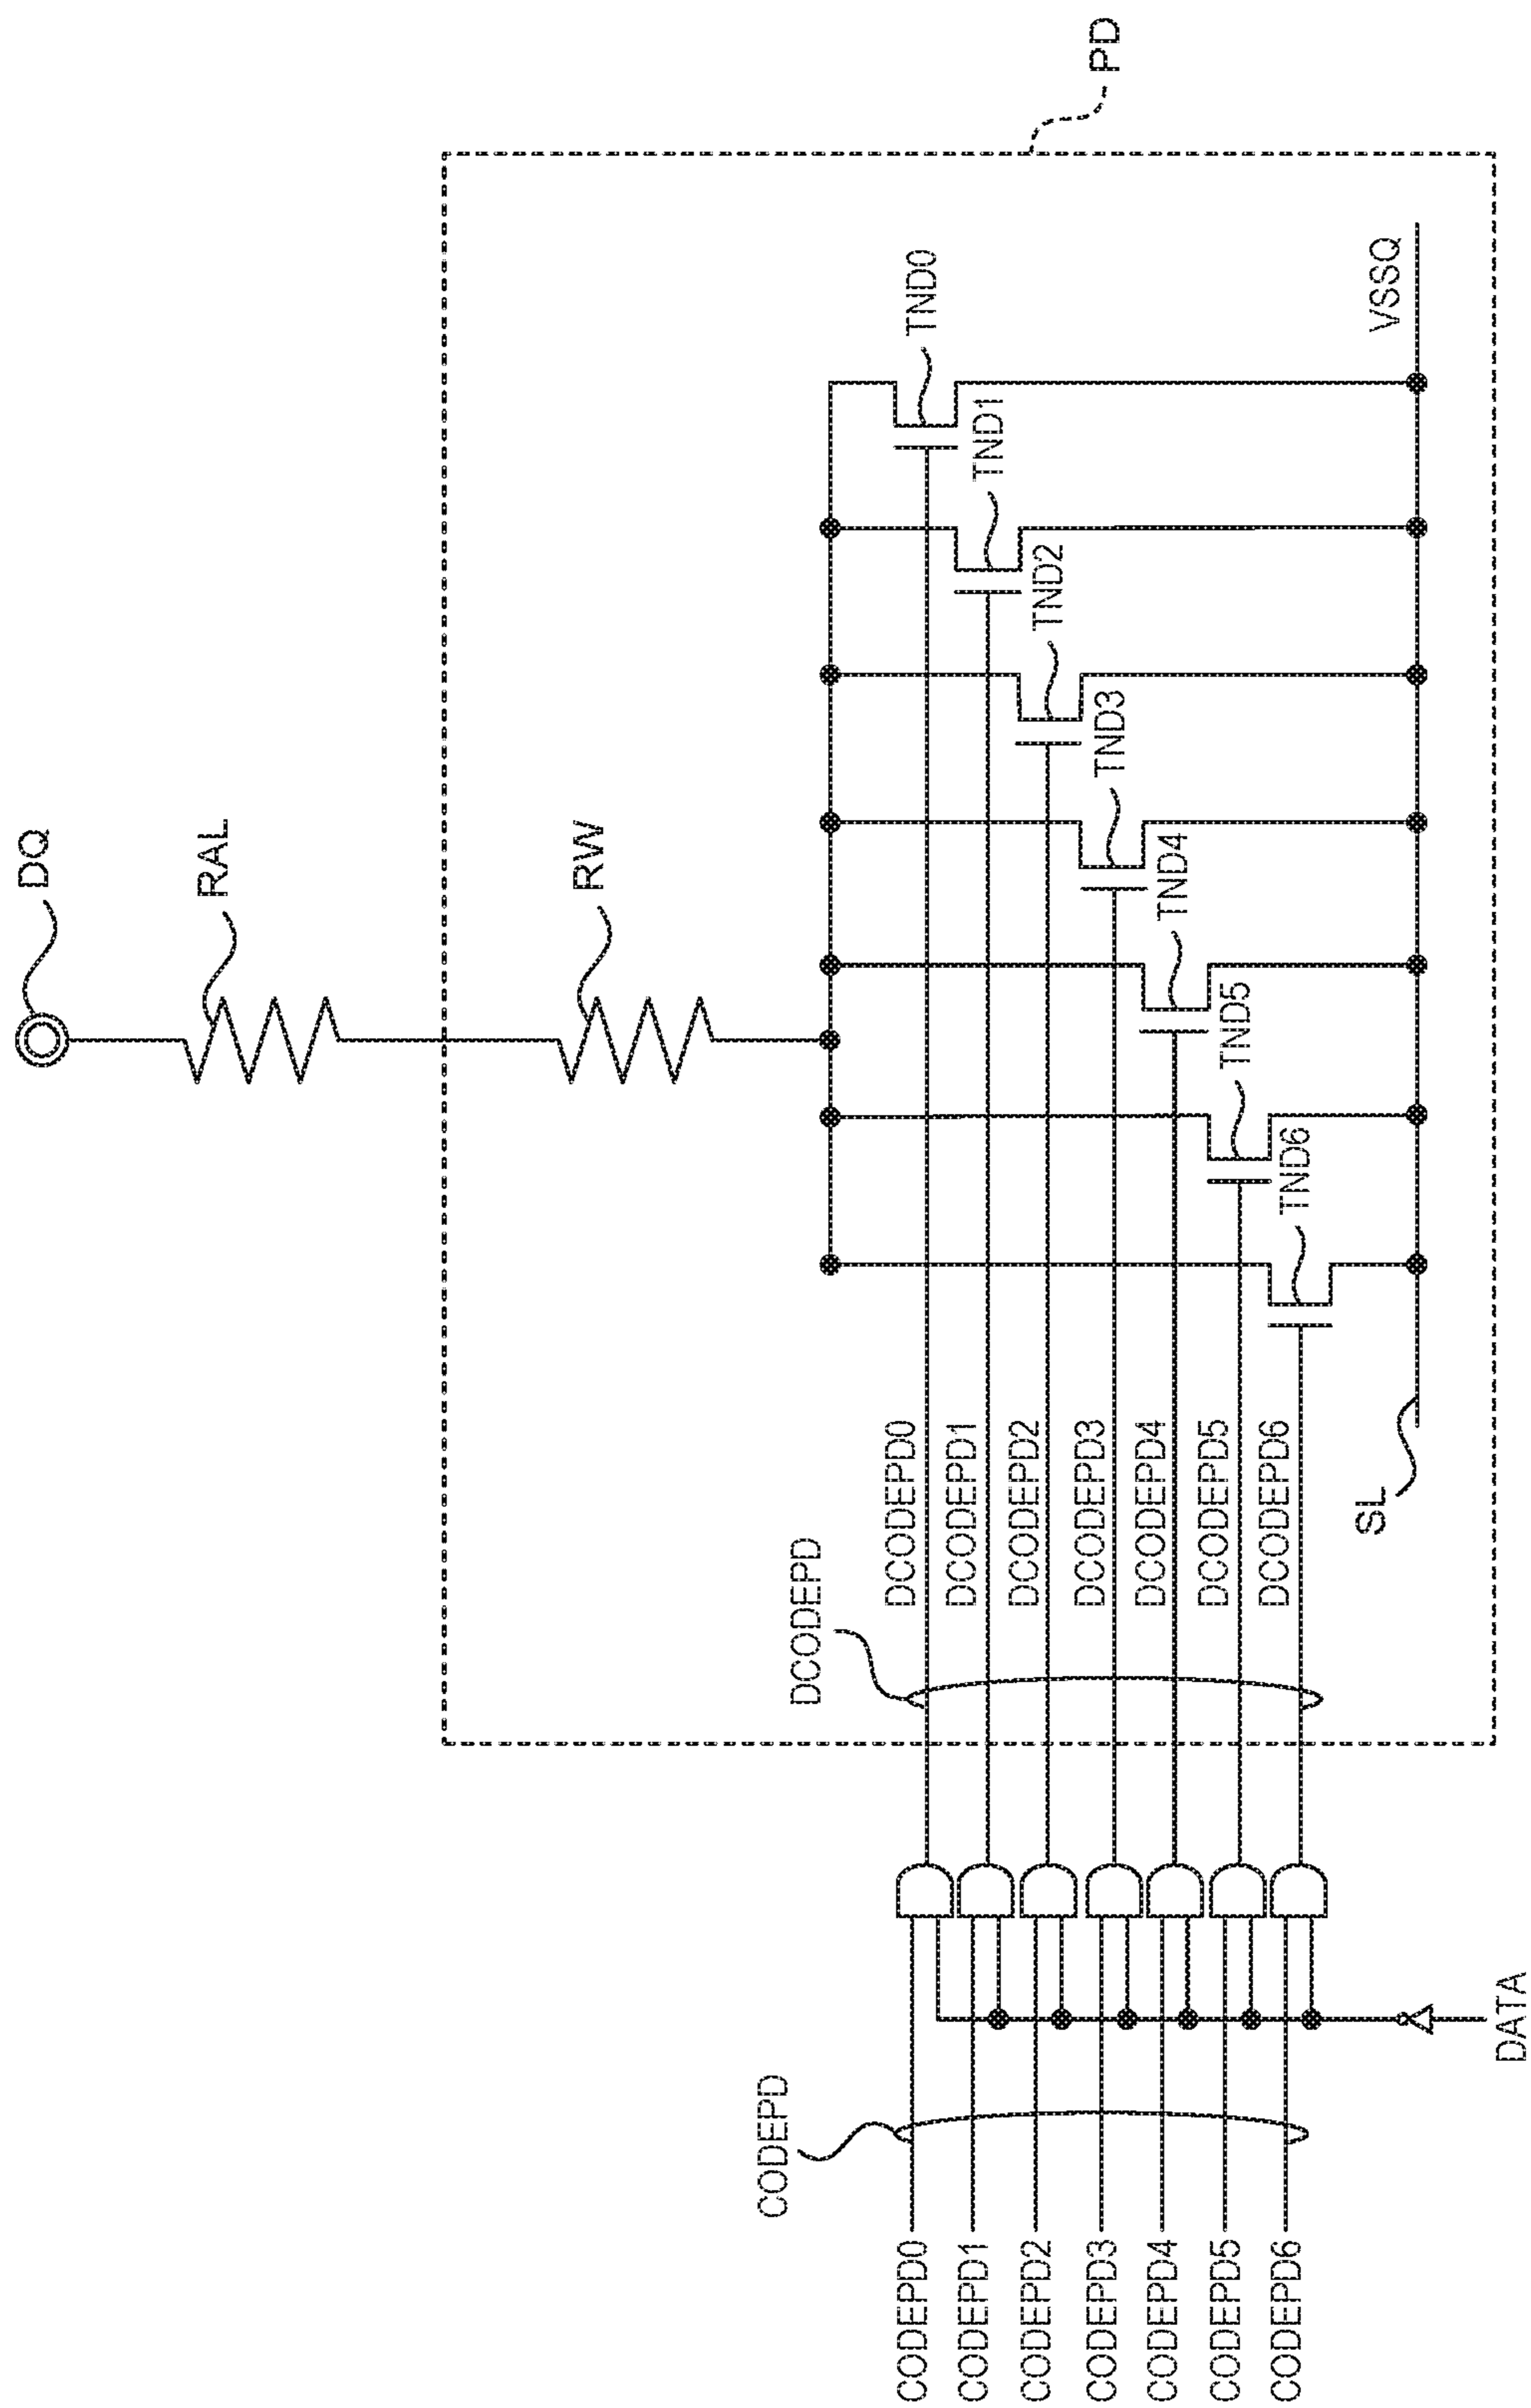 DQ
RAL
RW
PD
TND0
TND1
TND2
TND3
TND4
TND5
TND6
VSSQ
SL
DCODEPD
DCODEPD0
DCODEPD1
DCODEPD2
DCODEPD3
DCODEPD4
DCODEPD5
DCODEPD6
CODEPD
CODEPD0
CODEPD1
CODEPD2
CODEPD3
CODEPD4
CODEPD5
CODEPD6
DATA